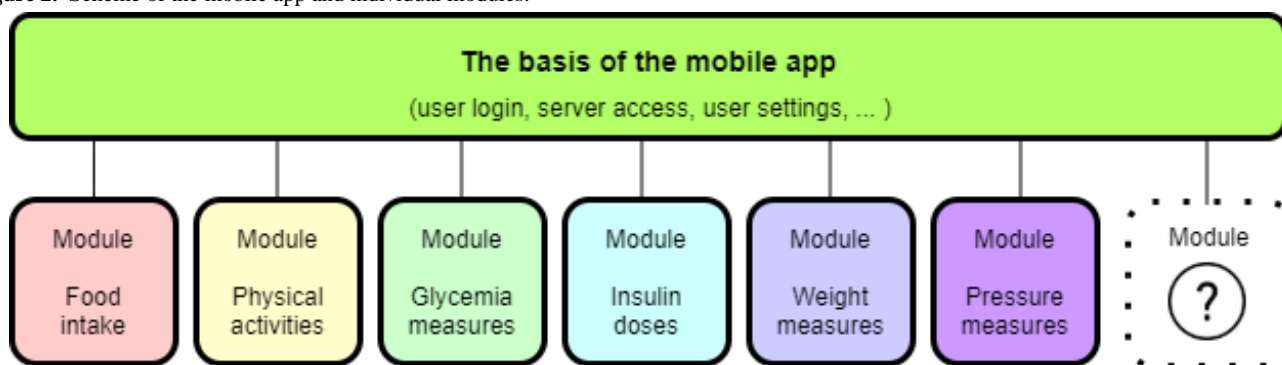 The basis of the mobile app
(user login, server access, user settings, ... )
Module
Food
intake
Module
Physical
activities
Module
Glycemia
measures
Module
Insulin
doses
Module
Weight
measures
Module
Pressure
measures
Module
?